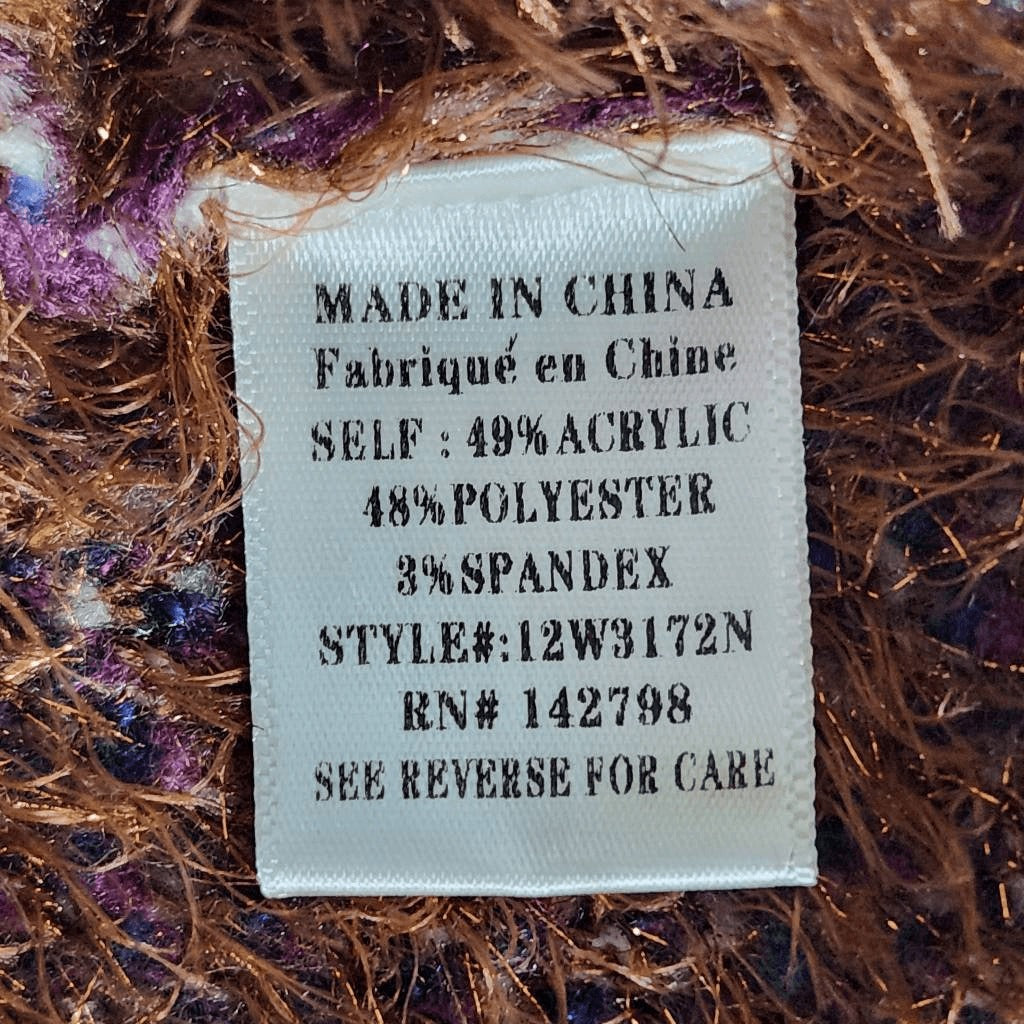 MADE IN CHINA
Fabriqué en Chine
SELF : 49%ACRYLIC
48%POLYESTER
3%SPANDEX
STYLE#:12W3172N
RN# 142798
SEE REVERSE FOR CARE